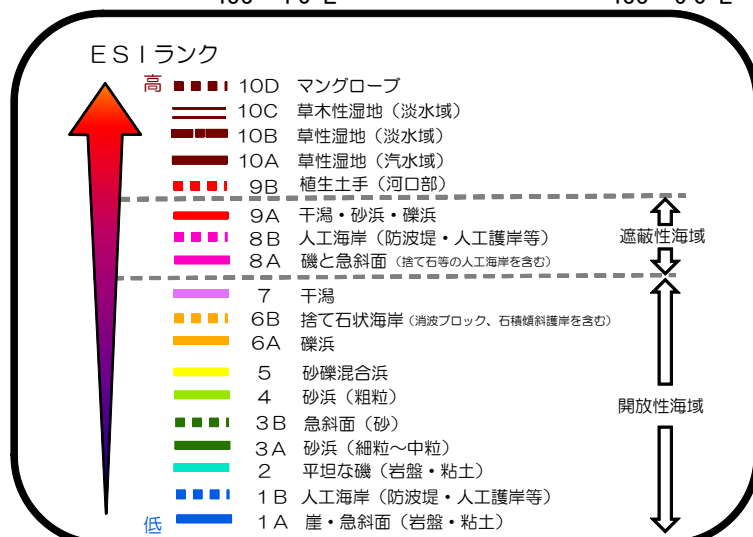 ESIランク
高 10D マングローブ
10C 草木性湿地（淡水域）
10B 草性湿地（淡水域）
10A 草性湿地（汽水域）
9B 植生土手（河口部）
9A 干潟・砂浜・礫浜
8B 人工海岸（防波堤・人工護岸等）
遮蔽性海域
8A 磯と急斜面（捨て石等の人工海岸を含む）
7 干潟
6B 捨て石状海岸（消波ブロック、石積傾斜護岸を含む）
6A 礫浜
5 砂礫混合浜
4 砂浜（粗粒）
開放性海域
3B 急斜面（砂）
3A 砂浜（細粒～中粒）
2 平坦な磯（岩盤・粘土）
1B 人工海岸（防波堤・人工護岸等）
低 1A 崖・急斜面（岩盤・粘土）